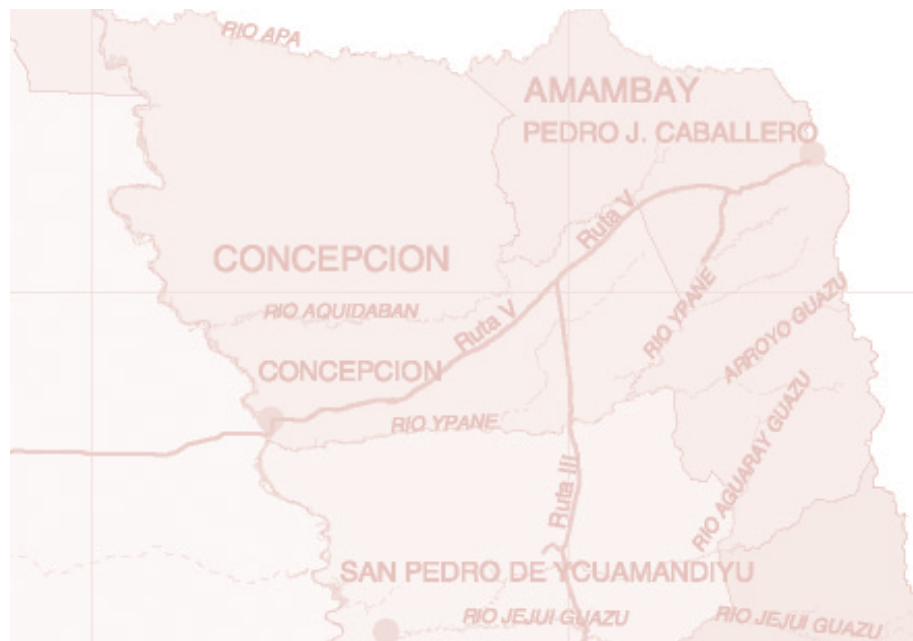 RIO APA
AMAMBAY
PEDRO J. CABALLERO
Ruta V
CONCEPCION
RIO AQUIDABAN
Ruta V
RIO YPANE
ARROYO GUAZU
CONCEPCION
RIO YPANE
RIO AGUARAY GUAZU
Ruta III
SAN PEDRO DE YCUAMANDIYU
RIO JEJUI GUAZU
RIO JEJUI GUAZU